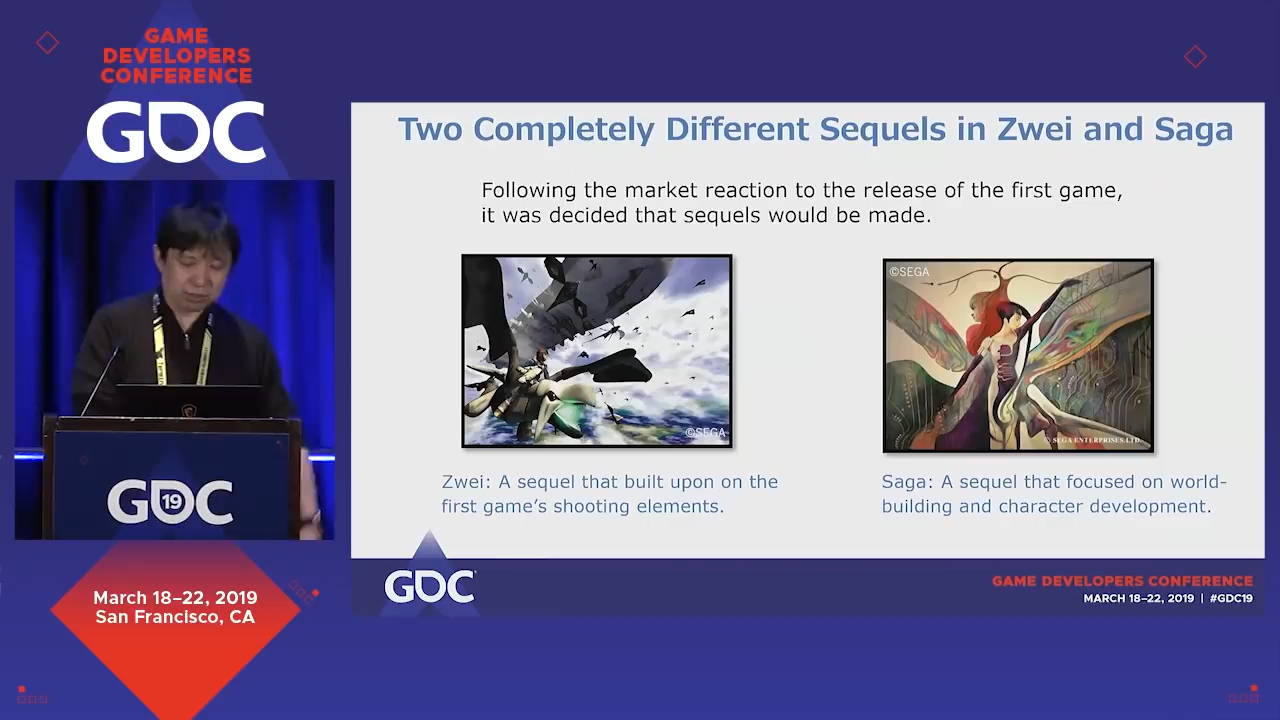 GAME
DEVELOPERS
CONFERENCE
GDC
Two Completely Different Sequels in Zwei and Saga
Following the market reaction to the release of the first game,
it was decided that sequels would be made.
©SEGA
©SEGA
© SEGA ENTERPRISES,LTD.
Zwei: A sequel that built upon on the
first game's shooting elements.
Saga: A sequel that focused on world-
building and character development.
GDC
19
March 18–22, 2019
San Francisco, CA
GDC
GAME DEVELOPERS CONFERENCE
MARCH 18–22, 2019 | #GDC19